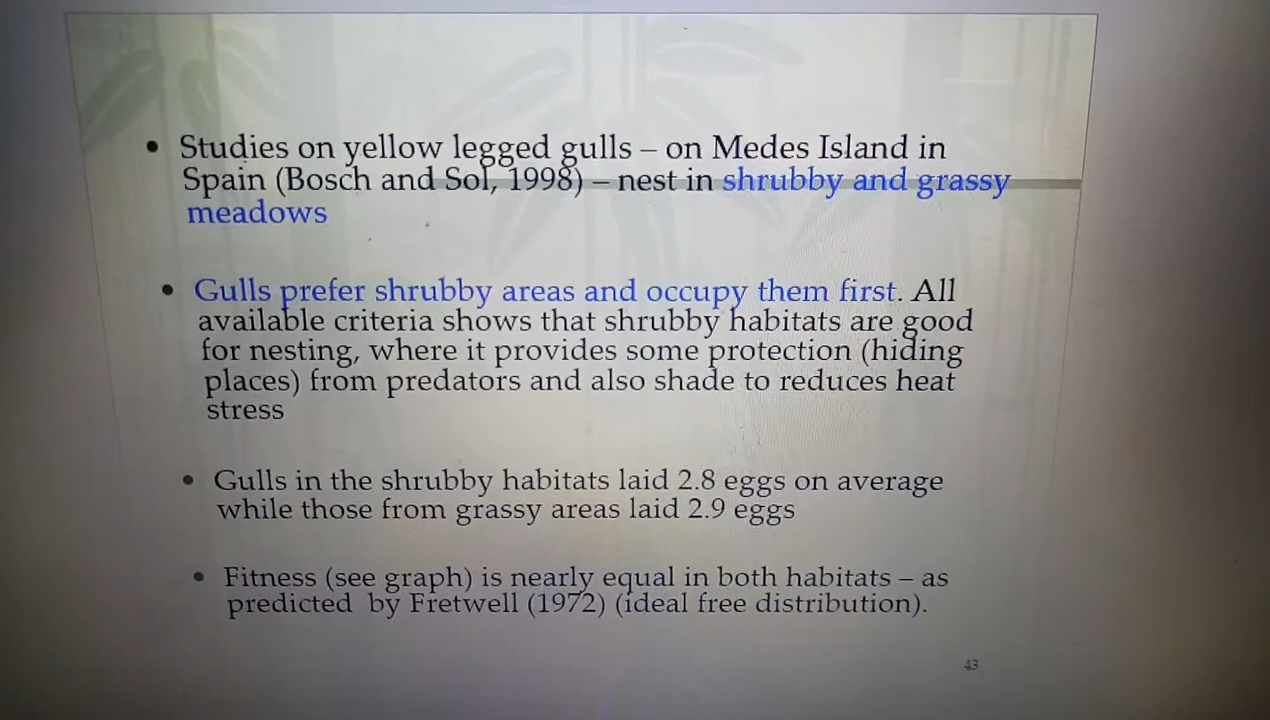 • Studies on yellow legged gulls – on Medes Island in
Spain (Bosch and Sol, 1998) – nest in shrubby and grassy
meadows
• Gulls prefer shrubby areas and occupy them first. All
available criteria shows that shrubby habitats are good
for nesting, where it provides some protection (hiding
places) from predators and also shade to reduces heat
stress
• Gulls in the shrubby habitats laid 2.8 eggs on average
while those from grassy areas laid 2.9 eggs
• Fitness (see graph) is nearly equal in both habitats – as
predicted by Fretwell (1972) (ideal free distribution).
43